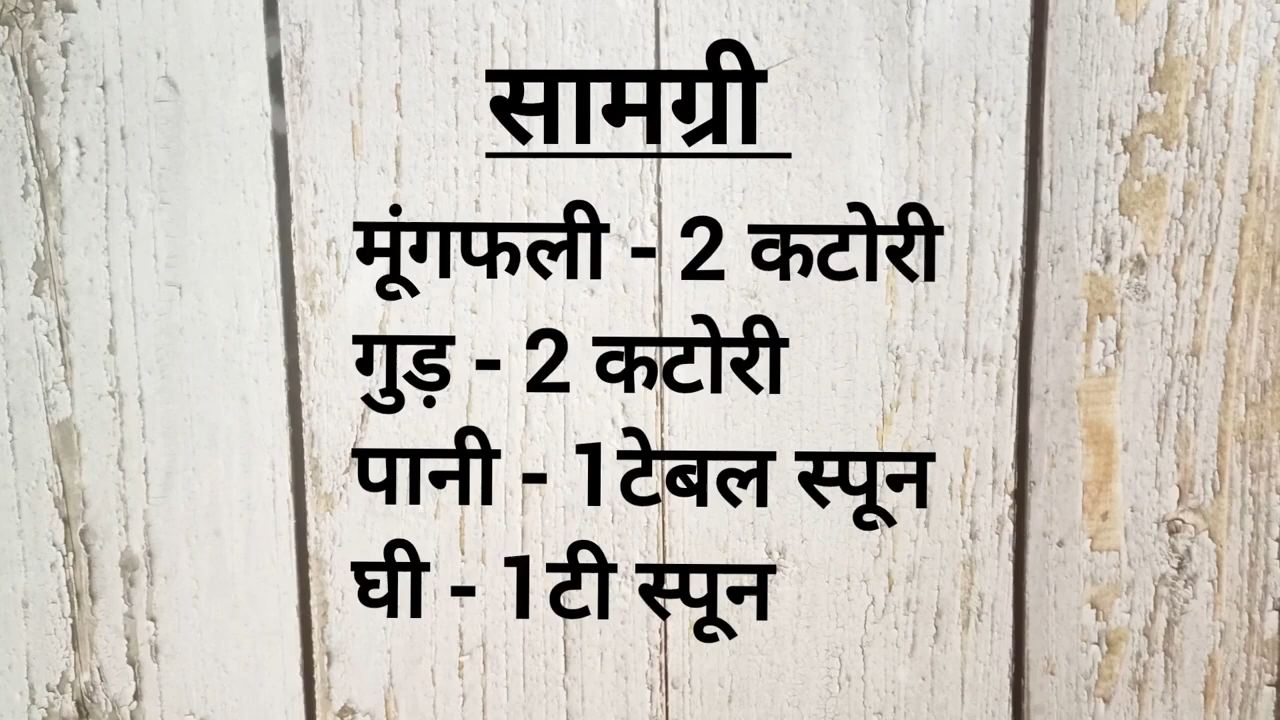 सामग्री
मूंगफली - 2 कटोरी
गुड़ - 2 कटोरी
पानी - 1टेबल स्पून
घी - 1टी स्पून